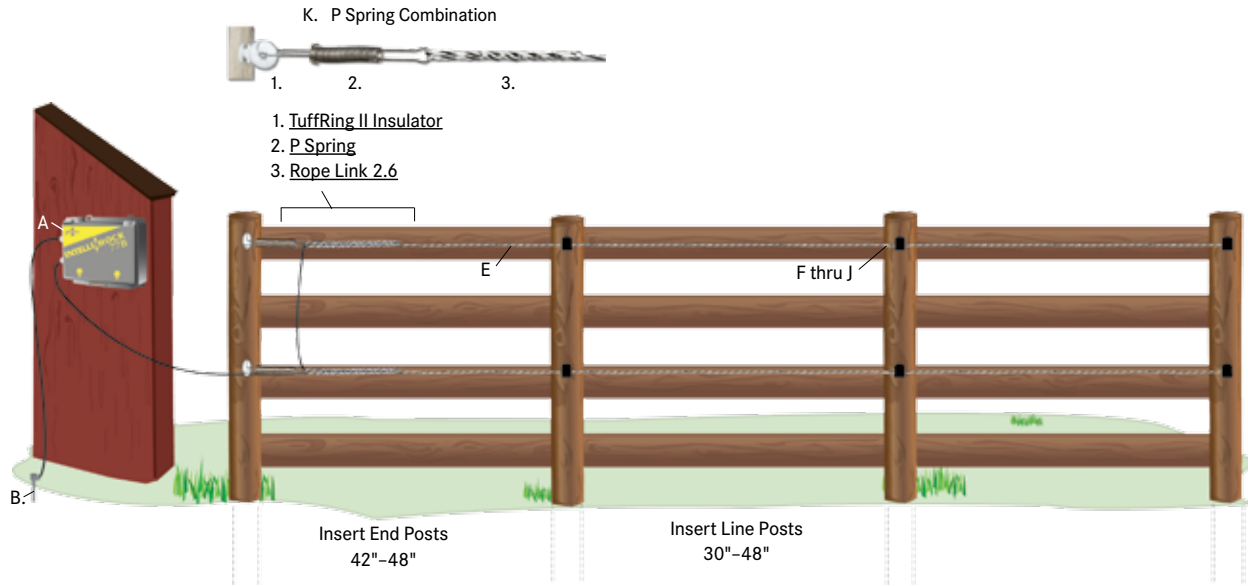 K. P Spring Combination
1. 2. 3.
1. TuffRing II Insulator
2. P Spring
3. Rope Link 2.6
A
INTELLISHOCK
E
F thru J
B.
Insert End Posts
42"–48"
Insert Line Posts
30"–48"